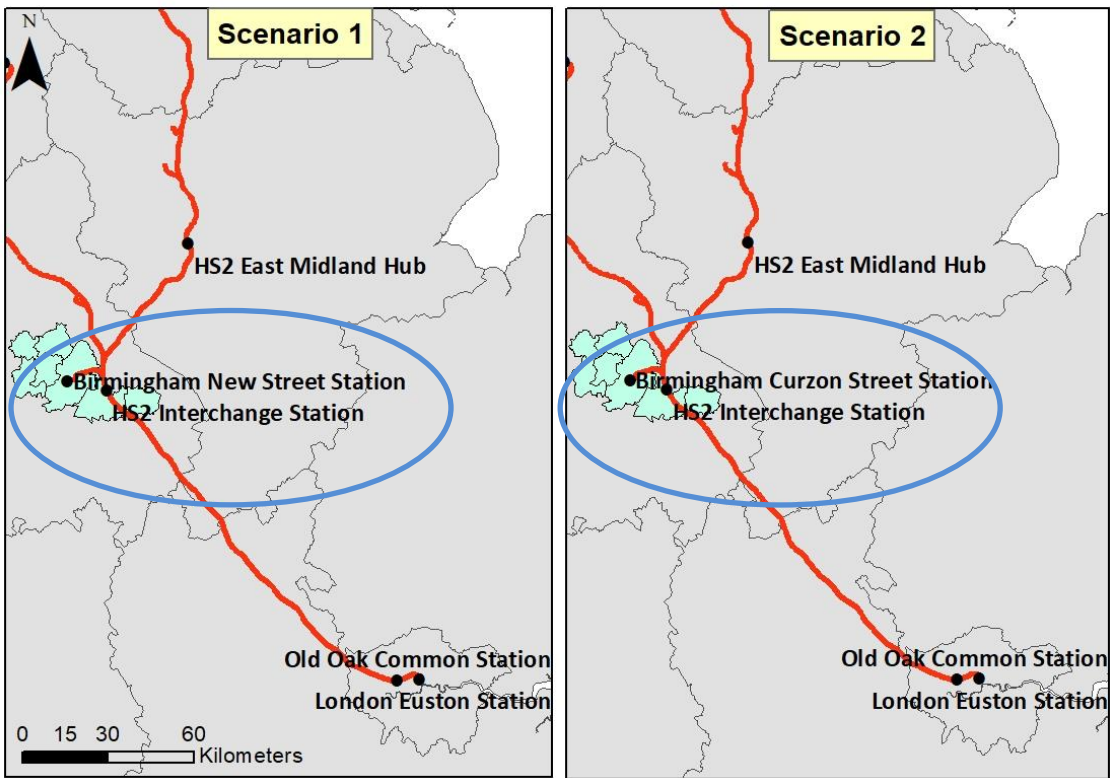 N
Scenario 1
HS2 East Midland Hub
Birmingham New Street Station
HS2 Interchange Station
Old Oak Common Station
London Euston Station
0 15 30 60
Kilometers
Scenario 2
HS2 East Midland Hub
Birmingham Curzon Street Station
HS2 Interchange Station
Old Oak Common Station
London Euston Station